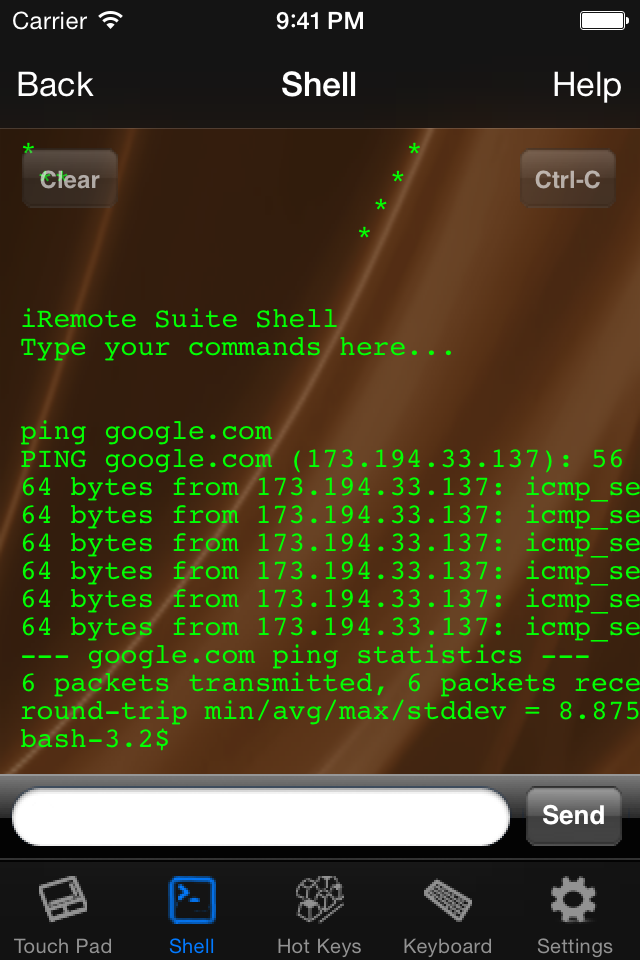 Carrier 9:41 PM
Back Shell Help
* *
Clear ** * Ctrl-C
*
*
iRemote Suite Shell
Type your commands here...
ping google.com
PING google.com (173.194.33.137): 56
64 bytes from 173.194.33.137: icmp_se
64 bytes from 173.194.33.137: icmp_se
64 bytes from 173.194.33.137: icmp_se
64 bytes from 173.194.33.137: icmp_se
64 bytes from 173.194.33.137: icmp_se
64 bytes from 173.194.33.137: icmp_se
--- google.com ping statistics ---
6 packets transmitted, 6 packets rece
round-trip min/avg/max/stddev = 8.875
bash-3.2$
Send
Touch Pad Shell Hot Keys Keyboard Settings